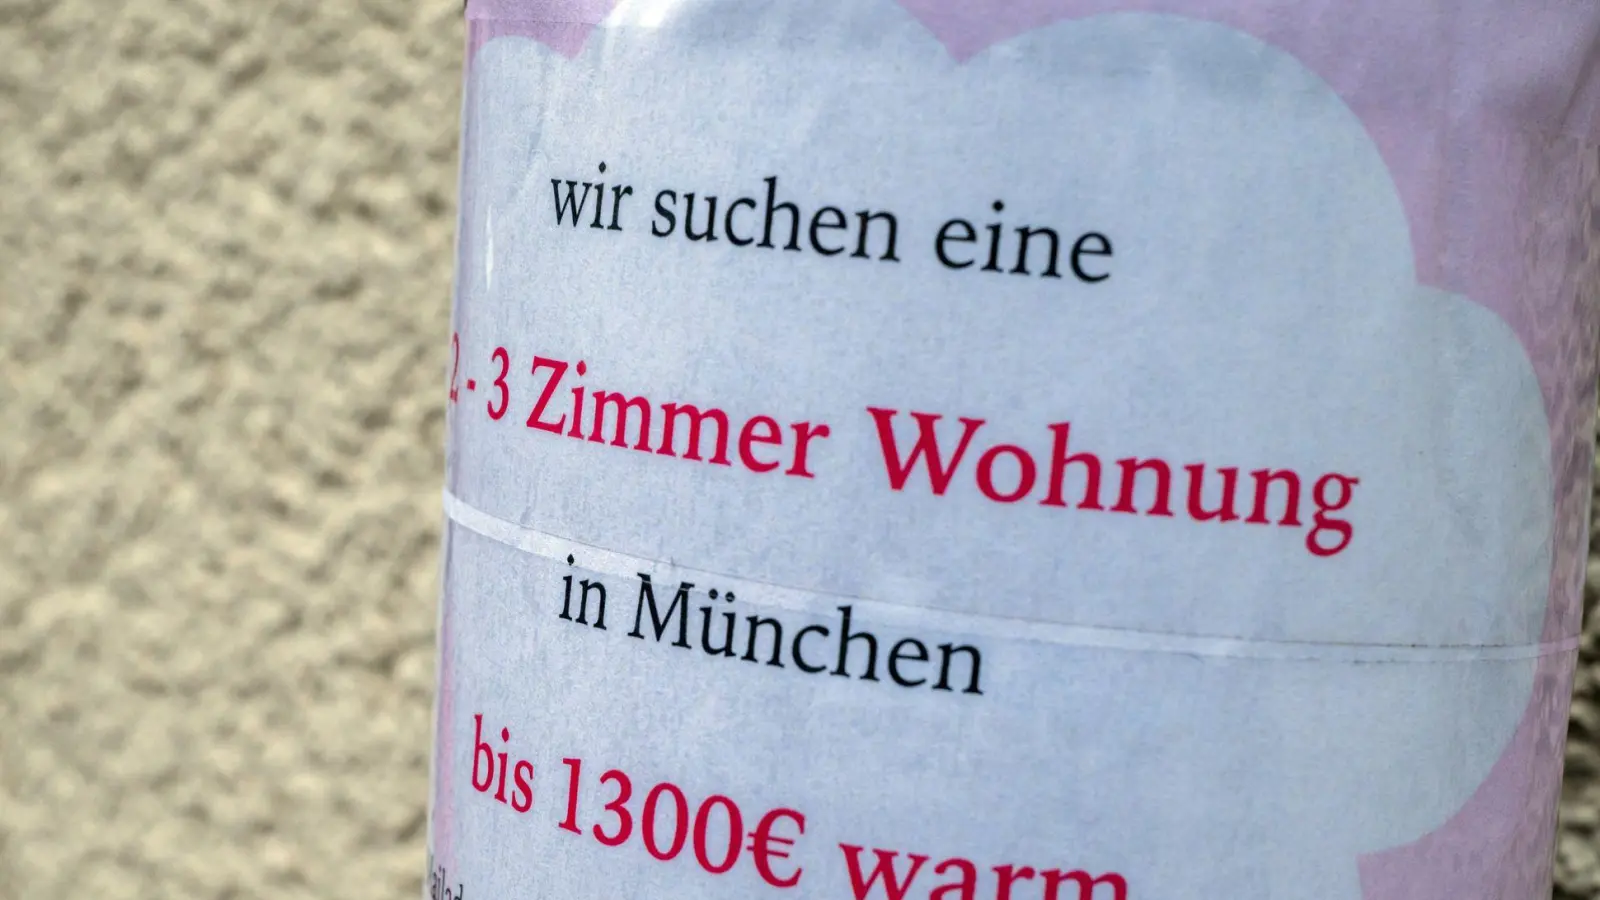 wir suchen eine
2 - 3 Zimmer Wohnung
in München
bis 1300€ warm